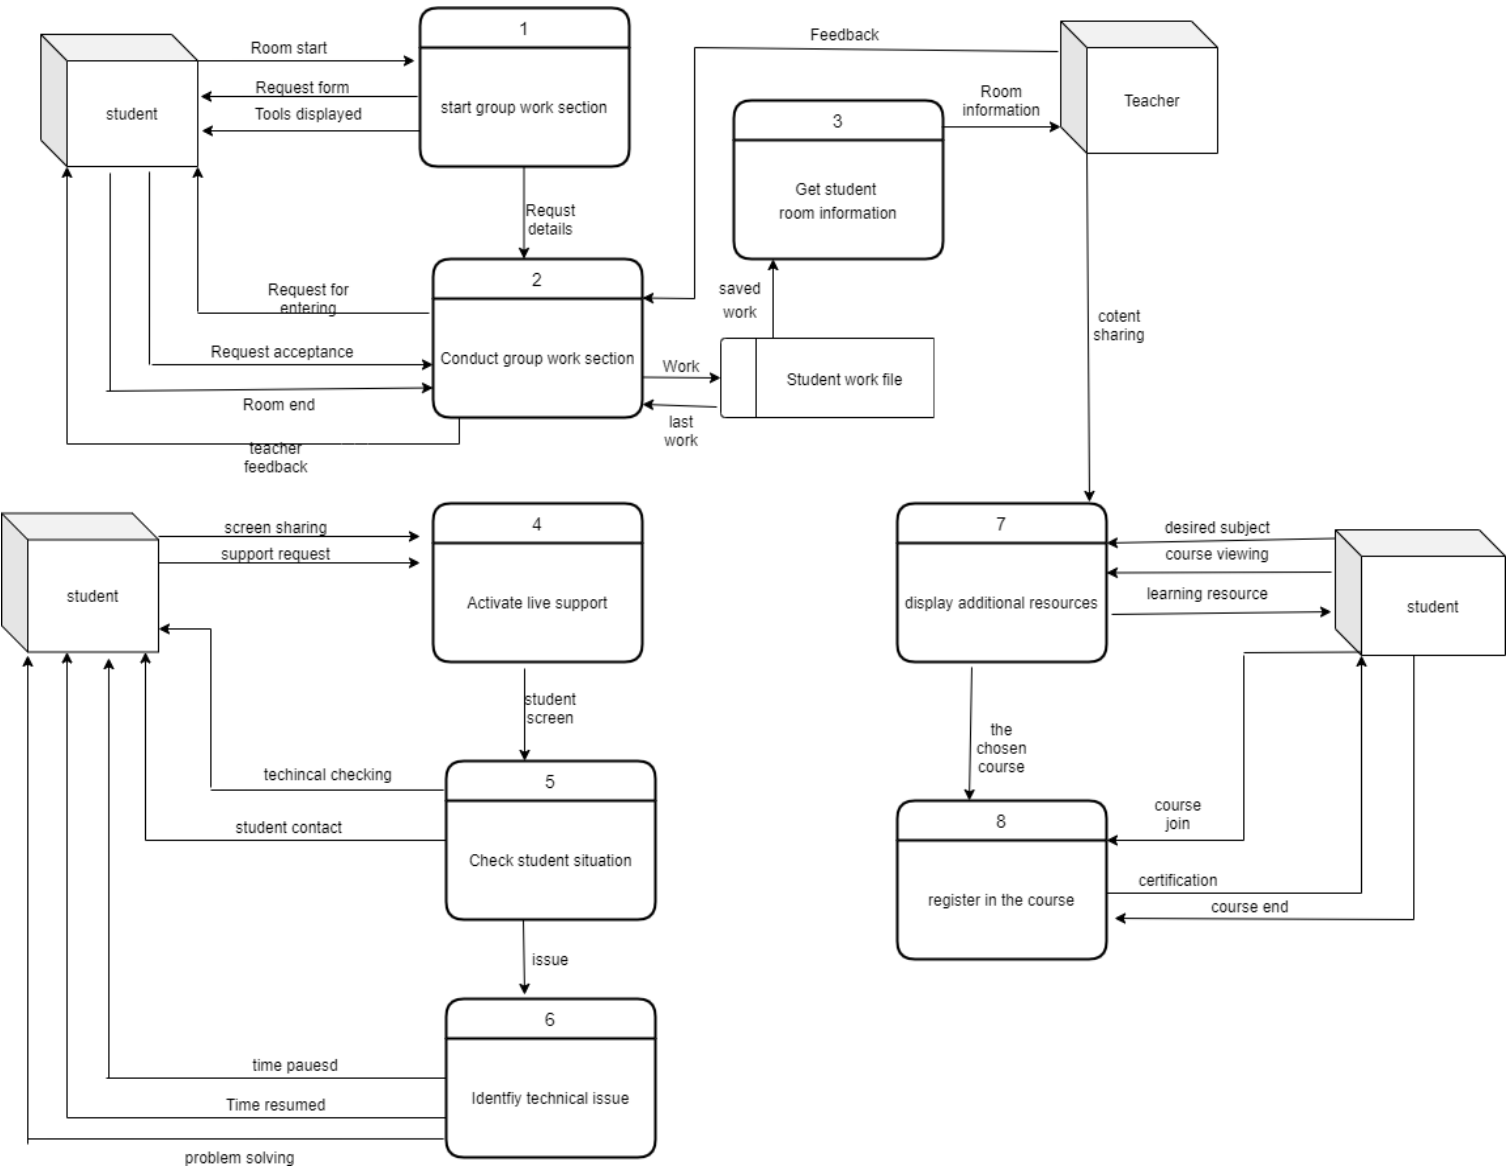 1
Feedback
Room start
student
Request form
start group work section
Tools displayed
Room
information
Teacher
3
Get student
room information
Requst
details
2
Request for
entering
saved
work
cotent
sharing
Request acceptance
Conduct group work section
Work
Student work file
Room end
last
work
teacher
feedback
screen sharing
support request
4
student
Activate live support
7
desired subject
course viewing
display additional resources
learning resource
student
student
screen
the
chosen
course
techincal checking
5
student contact
Check student situation
course
join
8
certification
register in the course
course end
issue
6
time pauesd
Identfiy technical issue
Time resumed
problem solving